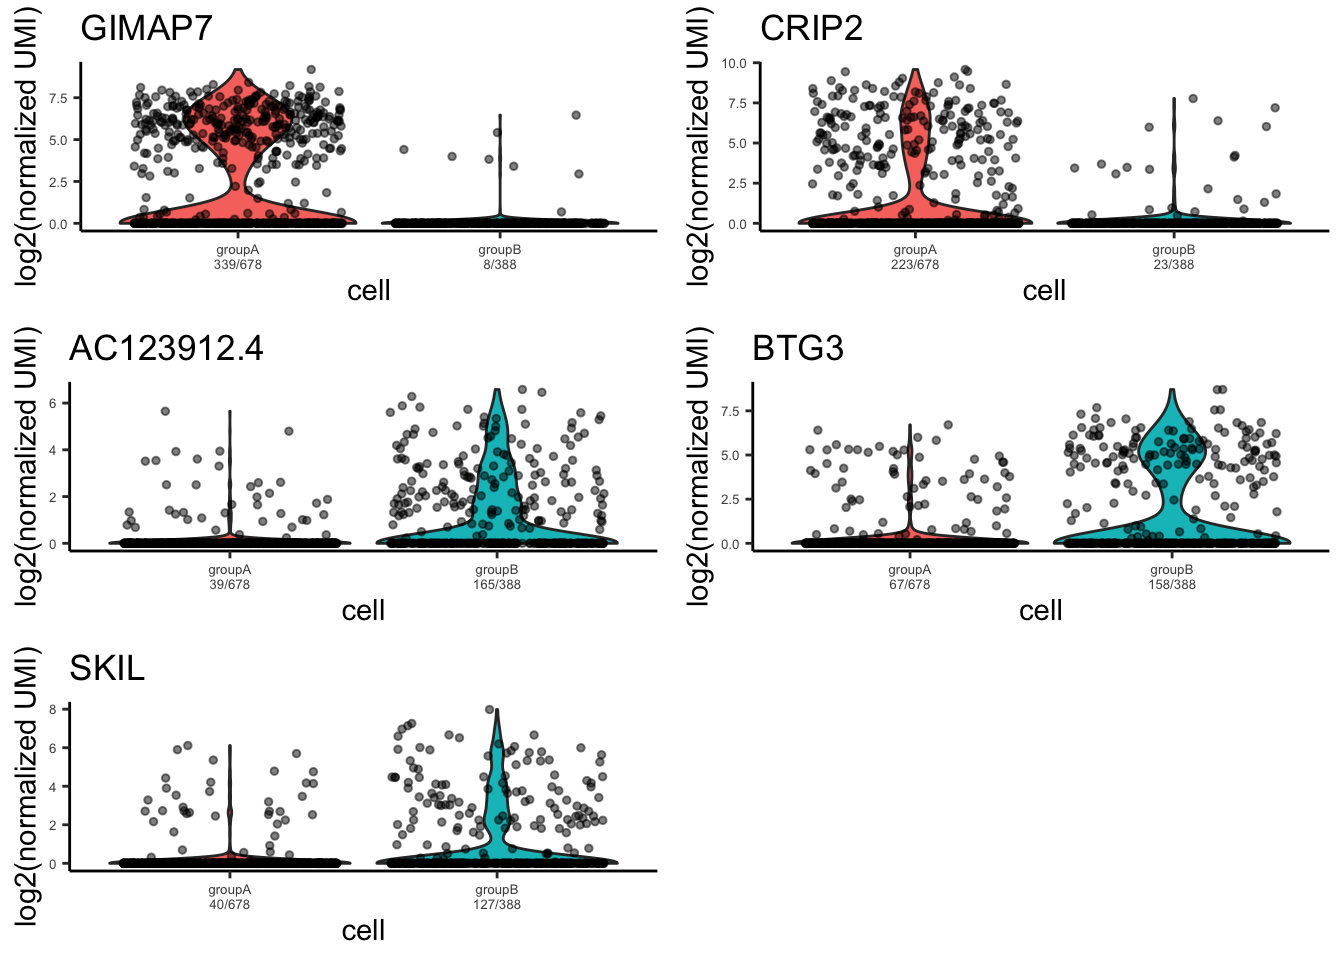 GIMAP7
log2(normalized UMI)
7.5
5.0
2.5
0.0
groupA
339/678
groupB
8/388
cell
CRIP2
log2(normalized UMI)
10.0
7.5
5.0
2.5
0.0
groupA
223/678
groupB
23/388
cell
AC123912.4
log2(normalized UMI)
6
4
2
0
groupA
39/678
groupB
165/388
cell
BTG3
log2(normalized UMI)
7.5
5.0
2.5
0.0
groupA
67/678
groupB
158/388
cell
SKIL
log2(normalized UMI)
8
6
4
2
0
groupA
40/678
groupB
127/388
cell